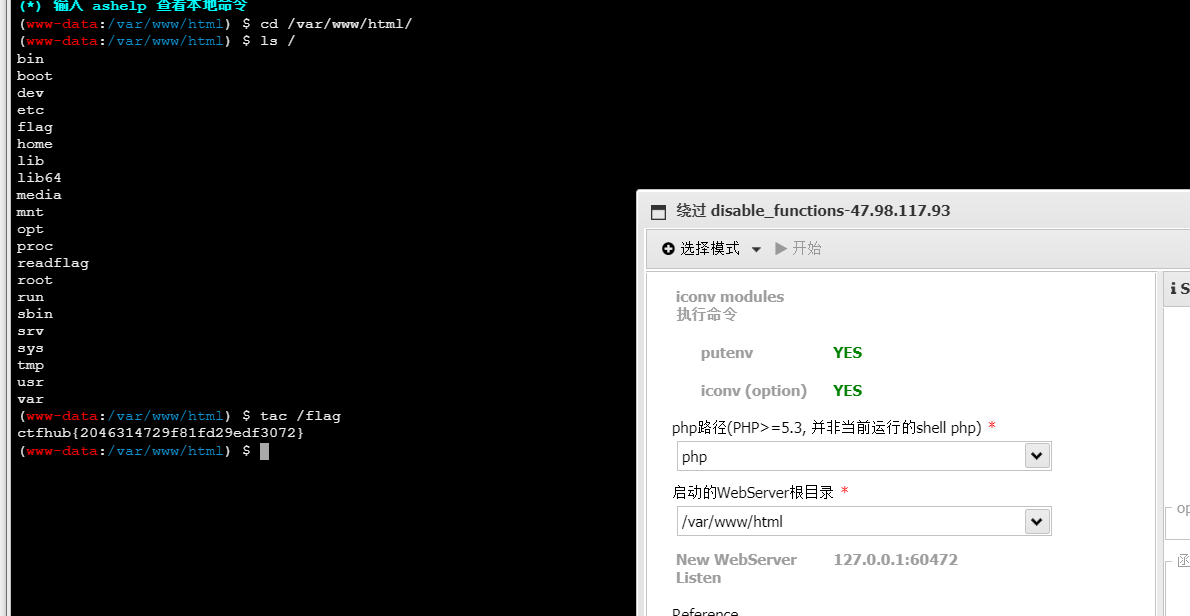 (*) 输入 ashelp 查看本地命令
(www-data:/var/www/html) $ cd /var/www/html/
(www-data:/var/www/html) $ ls /
bin
boot
dev
etc
flag
home
lib
lib64
media
mnt
opt
proc
readflag
root
run
sbin
srv
sys
tmp
usr
var
(www-data:/var/www/html) $ tac /flag
ctfhub{2046314729f81fd29edf3072}
(www-data:/var/www/html) $
绕过 disable_functions-47.98.117.93
选择模式 开始
iconv modules
执行命令
putenv YES
iconv (option) YES
php路径(PHP>=5.3, 并非当前运行的shell php) *
php
启动的WebServer根目录 *
/var/www/html
New WebServer Listen 127.0.0.1:60472
Reference
S
op
函